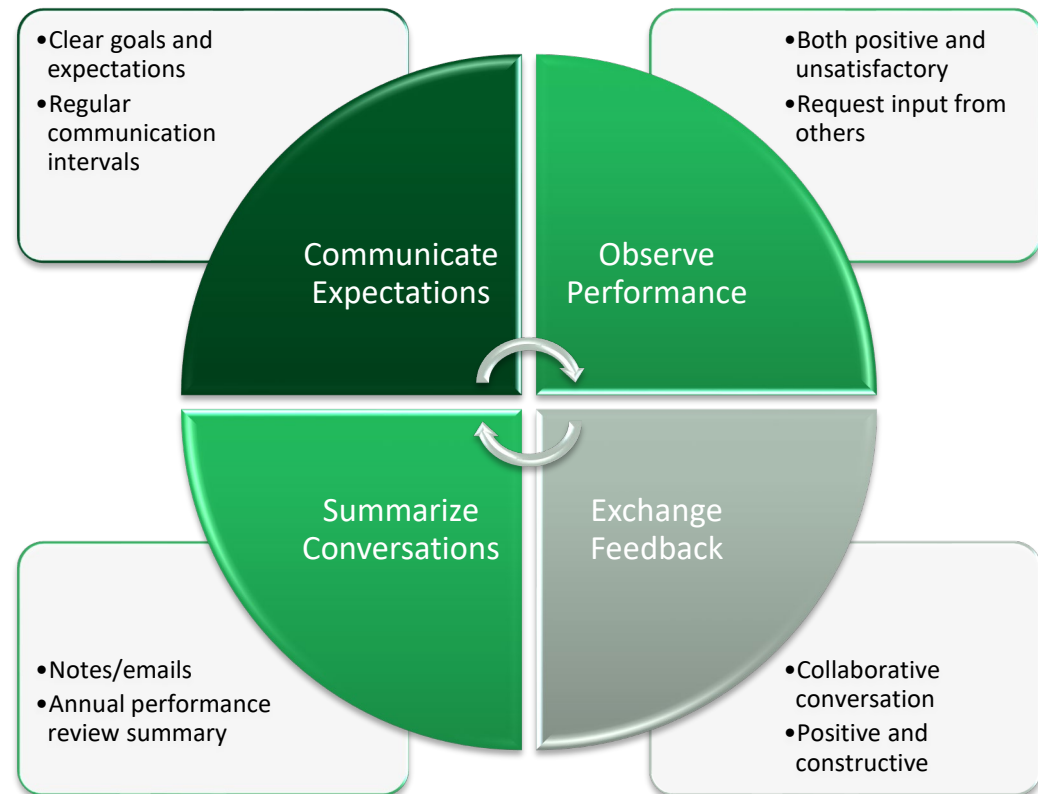 •Clear goals and
expectations
•Regular
communication
intervals
•Both positive and
unsatisfactory
•Request input from
others
Communicate
Expectations
Observe
Performance
Summarize
Conversations
Exchange
Feedback
•Notes/emails
•Annual performance
review summary
•Collaborative
conversation
•Positive and
constructive